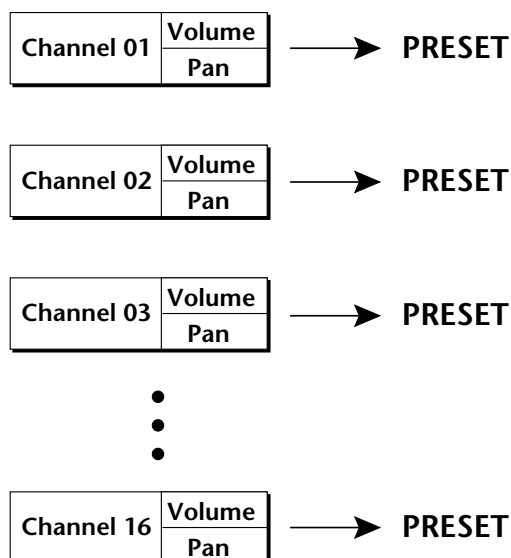 Channel 01 Volume Pan PRESET
Channel 02 Volume Pan PRESET
Channel 03 Volume Pan PRESET
Channel 16 Volume Pan PRESET